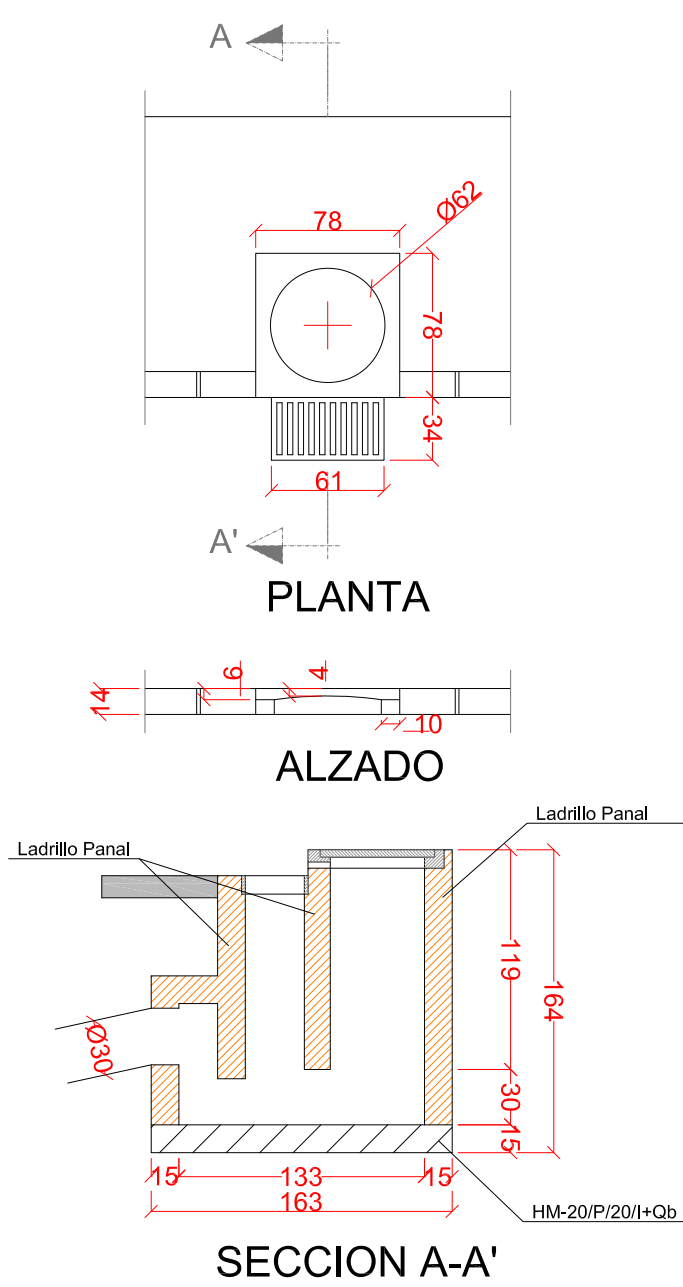 A
78
Ø62
78
34
61
A'
PLANTA
14
6
4
10
ALZADO
Ladrillo Panal
Ladrillo Panal
119
164
Ø30
30
15
15
133
15
163
HM-20/P/20/I+Qb
SECCION A-A'